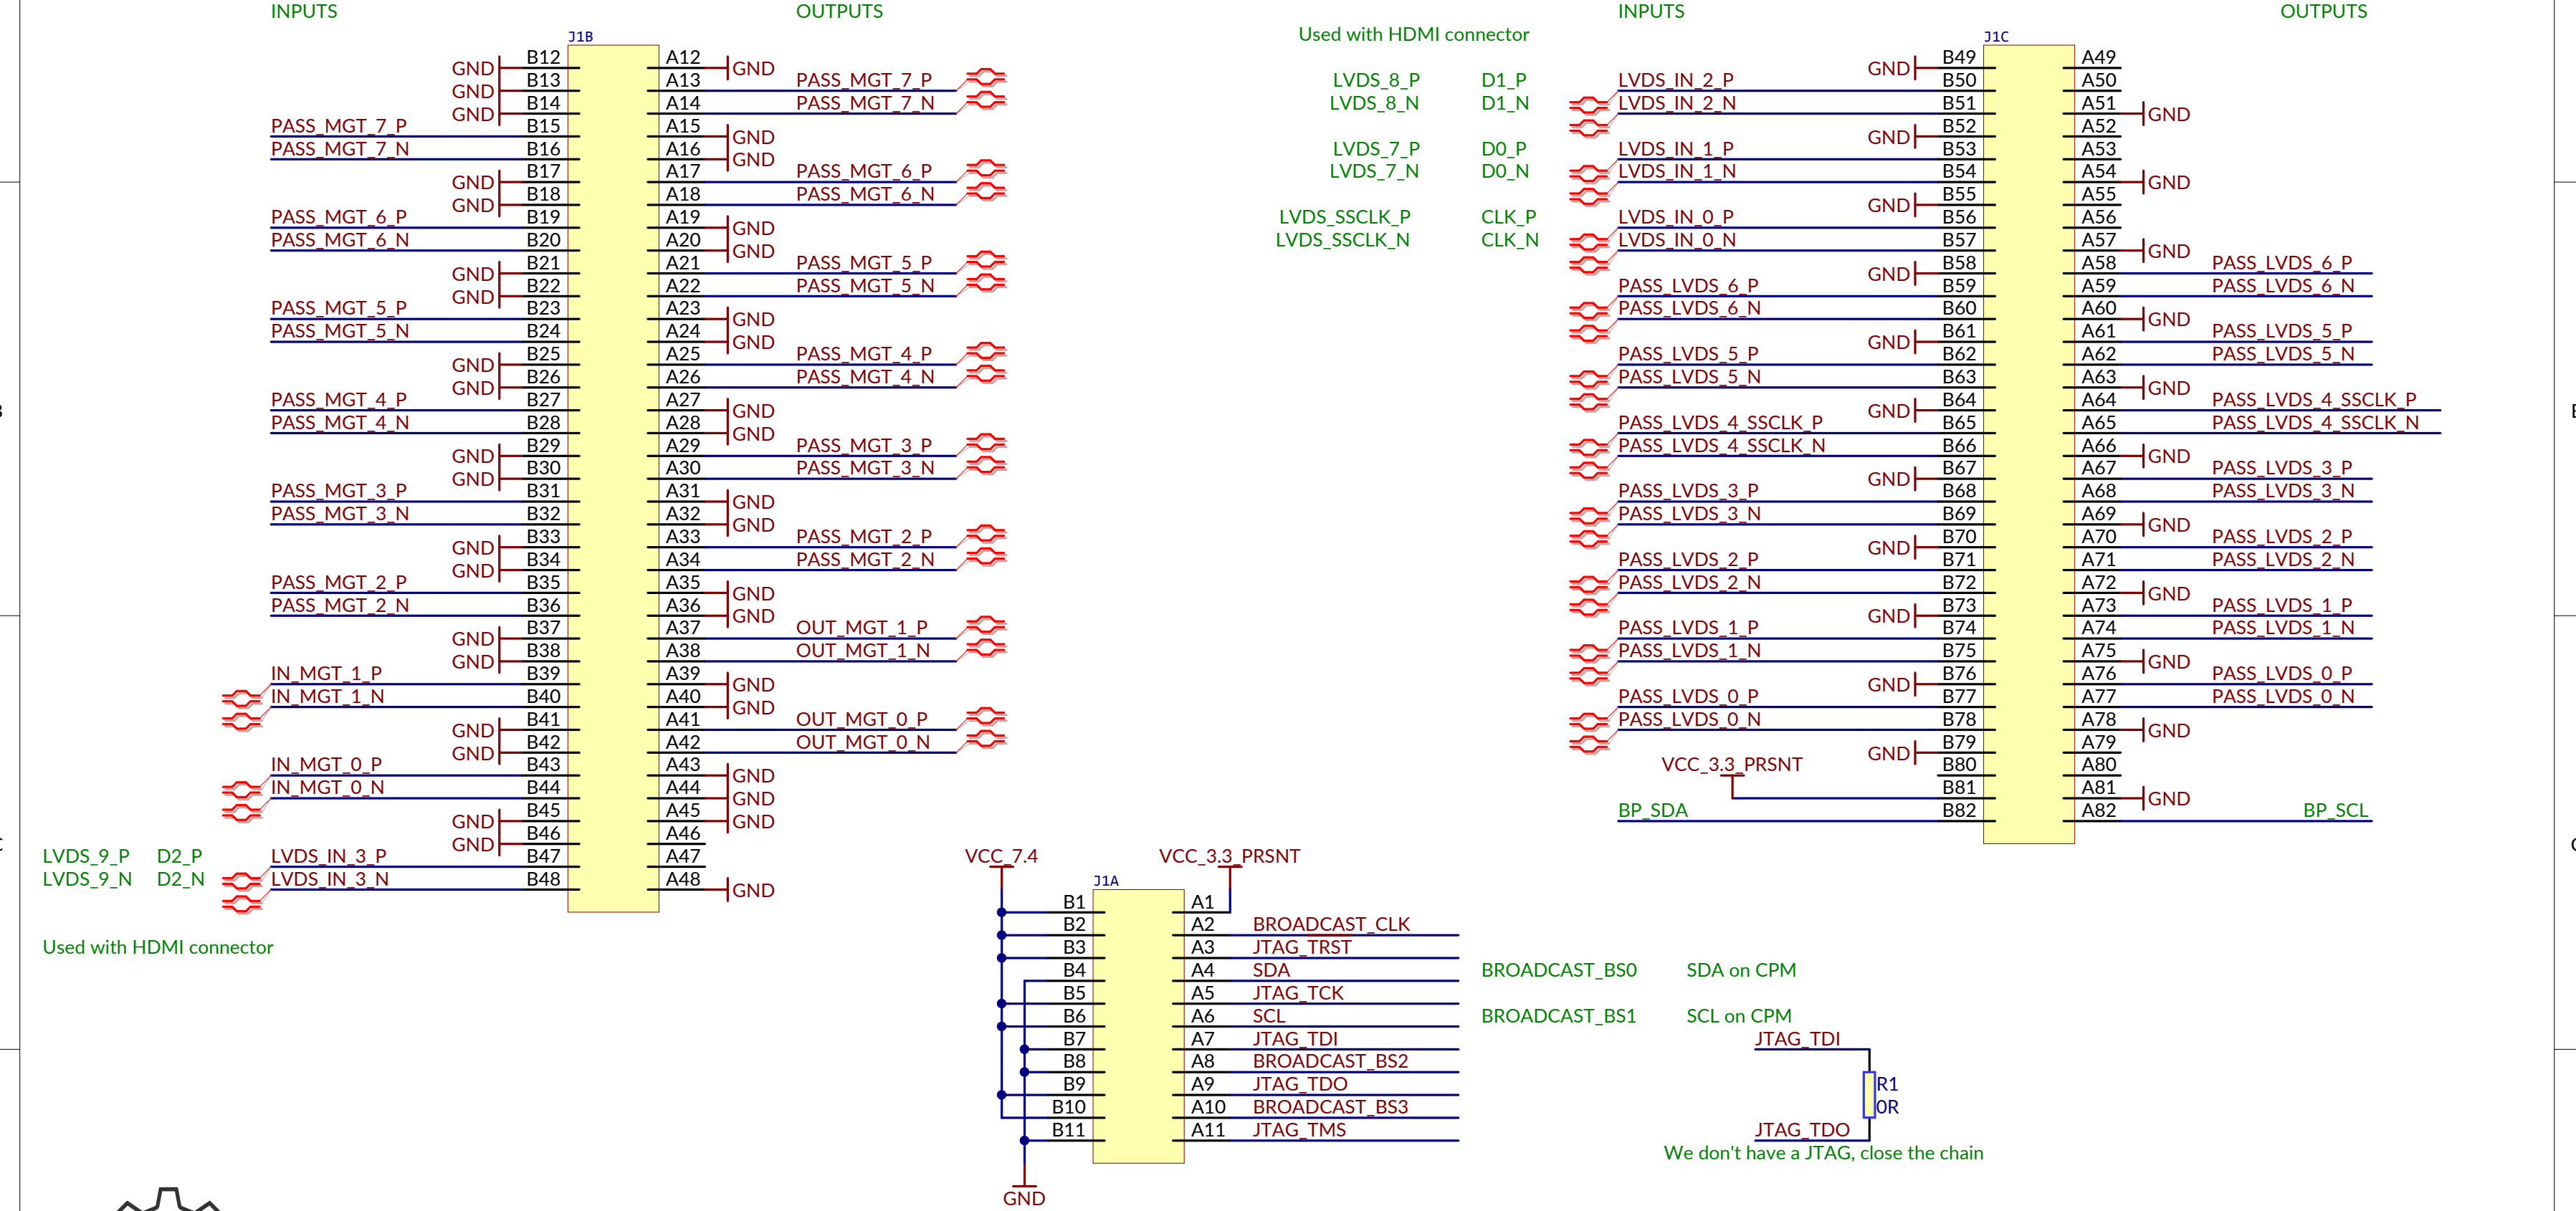 INPUTS OUTPUTS
J1B
B12 A12
GND GND
B13 A13 PASS_MGT_7_P
GND
B14 A14 PASS_MGT_7_N
GND
PASS_MGT_7_P B15 A15
GND
PASS_MGT_7_N B16 A16
GND
B17 A17 PASS_MGT_6_P
GND
B18 A18 PASS_MGT_6_N
GND
PASS_MGT_6_P B19 A19
GND
PASS_MGT_6_N B20 A20
GND
B21 A21 PASS_MGT_5_P
GND
B22 A22 PASS_MGT_5_N
GND
PASS_MGT_5_P B23 A23
GND
PASS_MGT_5_N B24 A24
GND
B25 A25 PASS_MGT_4_P
GND
B26 A26 PASS_MGT_4_N
GND
PASS_MGT_4_P B27 A27
GND
PASS_MGT_4_N B28 A28
GND
B29 A29 PASS_MGT_3_P
GND
B30 A30 PASS_MGT_3_N
GND
PASS_MGT_3_P B31 A31
GND
PASS_MGT_3_N B32 A32
GND
B33 A33 PASS_MGT_2_P
GND
B34 A34 PASS_MGT_2_N
GND
PASS_MGT_2_P B35 A35
GND
PASS_MGT_2_N B36 A36
GND
B37 A37 OUT_MGT_1_P
GND
B38 A38 OUT_MGT_1_N
GND
IN_MGT_1_P B39 A39
GND
IN_MGT_1_N B40 A40
GND
B41 A41 OUT_MGT_0_P
GND
B42 A42 OUT_MGT_0_N
GND
IN_MGT_0_P B43 A43
GND
IN_MGT_0_N B44 A44
GND
B45 A45
GND GND
B46 A46
GND
LVDS_9_P D2_P LVDS_IN_3_P B47 A47
LVDS_9_N D2_N LVDS_IN_3_N B48 A48
GND
Used with HDMI connector
INPUTS OUTPUTS
Used with HDMI connector
J1C
B49 A49
GND
LVDS_8_P D1_P LVDS_IN_2_P B50 A50
LVDS_8_N D1_N LVDS_IN_2_N B51 A51
GND
B52 A52
GND
LVDS_7_P D0_P LVDS_IN_1_P B53 A53
LVDS_7_N D0_N LVDS_IN_1_N B54 A54
GND
B55 A55
GND
LVDS_SSCLK_P CLK_P LVDS_IN_0_P B56 A56
LVDS_SSCLK_N CLK_N LVDS_IN_0_N B57 A57
GND
B58 A58 PASS_LVDS_6_P
GND
PASS_LVDS_6_P B59 A59 PASS_LVDS_6_N
PASS_LVDS_6_N B60 A60
GND
B61 A61 PASS_LVDS_5_P
GND
PASS_LVDS_5_P B62 A62 PASS_LVDS_5_N
PASS_LVDS_5_N B63 A63
GND
B64 A64 PASS_LVDS_4_SSCLK_P
GND
PASS_LVDS_4_SSCLK_P B65 A65 PASS_LVDS_4_SSCLK_N
PASS_LVDS_4_SSCLK_N B66 A66
GND
B67 A67 PASS_LVDS_3_P
GND
PASS_LVDS_3_P B68 A68 PASS_LVDS_3_N
PASS_LVDS_3_N B69 A69
GND
B70 A70 PASS_LVDS_2_P
GND
PASS_LVDS_2_P B71 A71 PASS_LVDS_2_N
PASS_LVDS_2_N B72 A72
GND
B73 A73 PASS_LVDS_1_P
GND
PASS_LVDS_1_P B74 A74 PASS_LVDS_1_N
PASS_LVDS_1_N B75 A75
GND
B76 A76 PASS_LVDS_0_P
GND
PASS_LVDS_0_P B77 A77 PASS_LVDS_0_N
PASS_LVDS_0_N B78 A78
GND
B79 A79
GND
VCC_3.3_PRSNT B80 A80
B81 A81
GND
BP_SDA B82 A82 BP_SCL
VCC_7.4 VCC_3.3_PRSNT
J1A
B1 A1
B2 A2 BROADCAST_CLK
B3 A3 JTAG_TRST
B4 A4 SDA BROADCAST_BS0 SDA on CPM
B5 A5 JTAG_TCK
B6 A6 SCL BROADCAST_BS1 SCL on CPM
B7 A7 JTAG_TDI
B8 A8 BROADCAST_BS2
B9 A9 JTAG_TDO
B10 A10 BROADCAST_BS3
B11 A11 JTAG_TMS
GND
JTAG_TDI
R1
0R
JTAG_TDO
We don't have a JTAG, close the chain